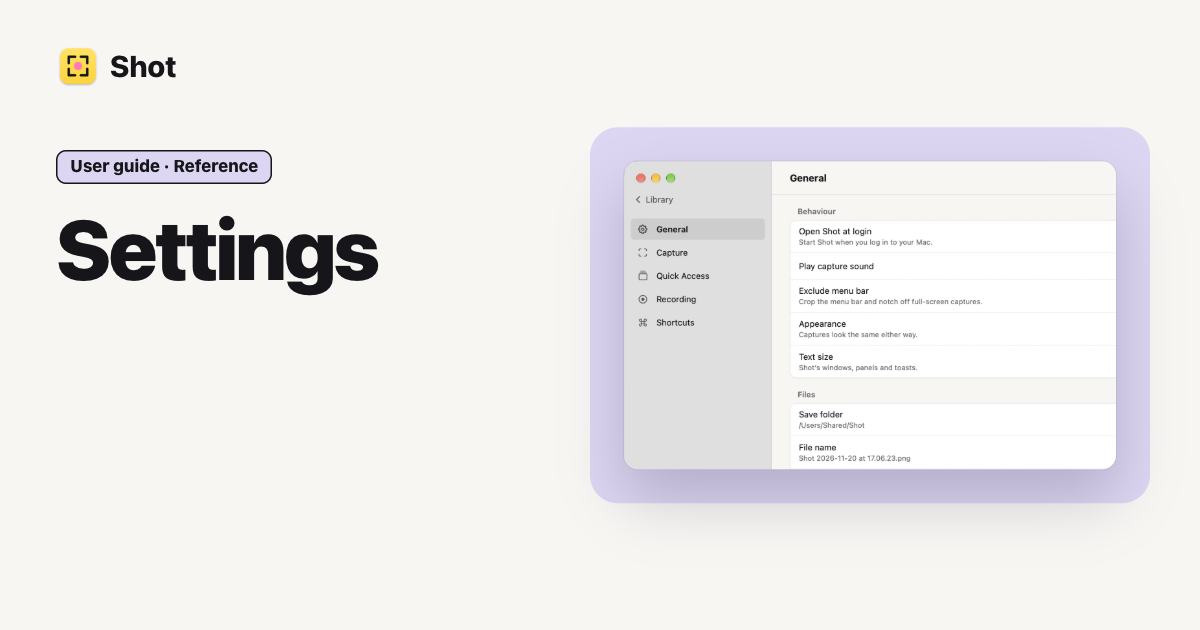 Shot
User guide · Reference
Settings
Library
General
Capture
Quick Access
Recording
Shortcuts
General
Behaviour
Open Shot at login
Start Shot when you log in to your Mac.
Play capture sound
Exclude menu bar
Crop the menu bar and notch off full-screen captures.
Appearance
Captures look the same either way.
Text size
Shot's windows, panels and toasts.
Files
Save folder
/Users/Shared/Shot
File name
Shot 2026-11-20 at 17.06.23.png